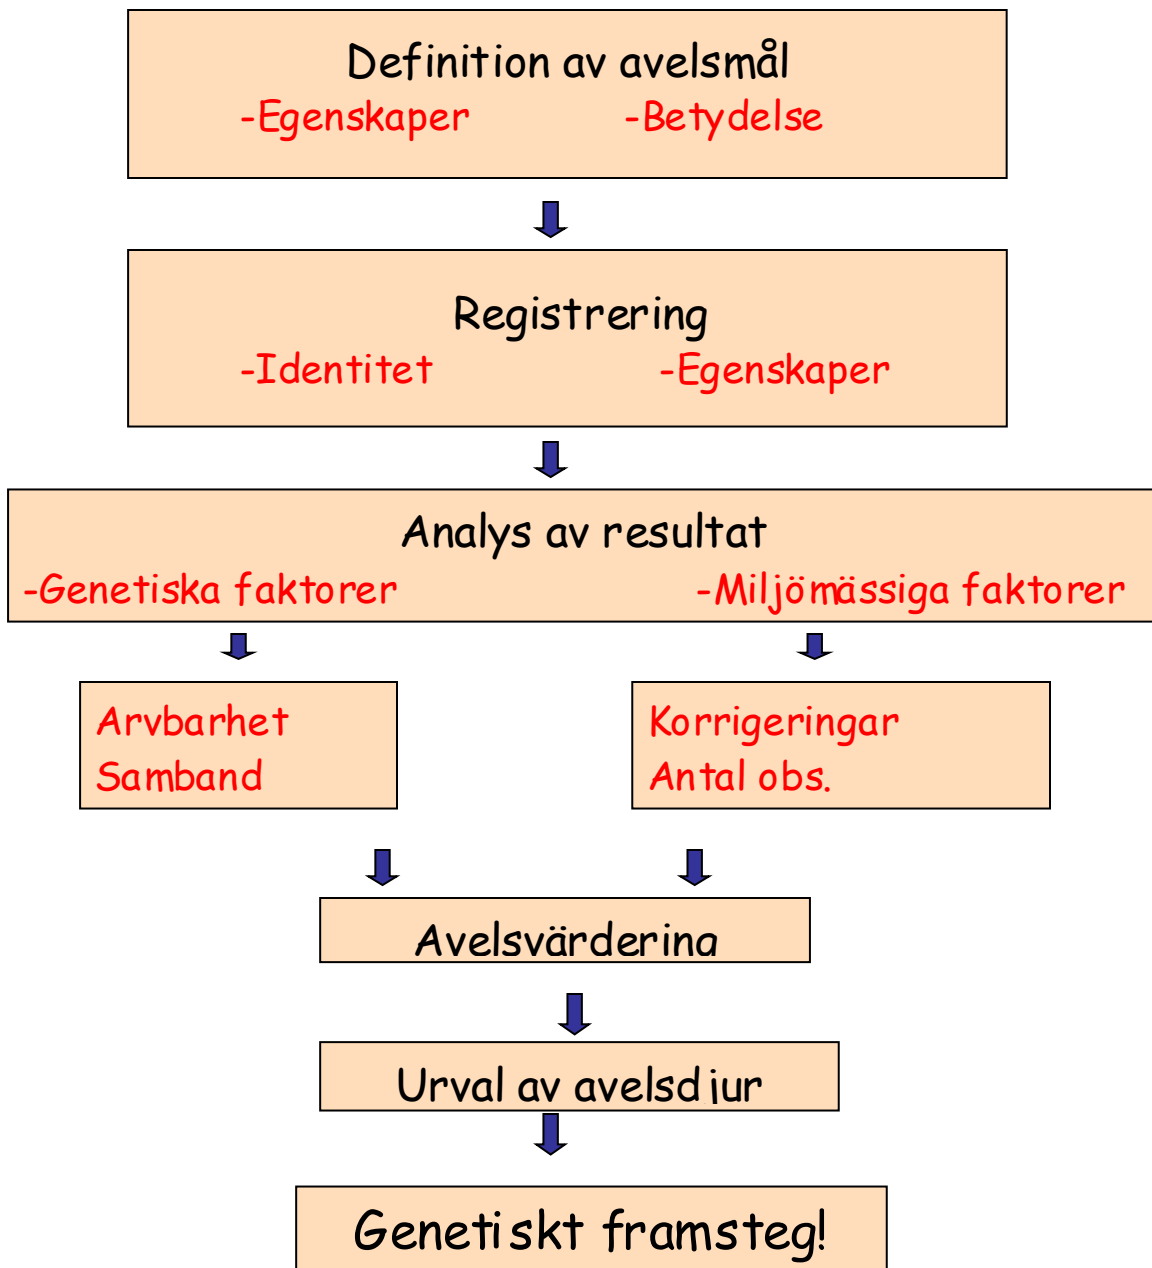 Definition av avelsmål
-Egenskaper -Betydelse
Registrering
-Identitet -Egenskaper
Analys av resultat
-Genetiska faktorer -Miljömässiga faktorer
Arvbarhet
Samband
Korrigeringar
Antal obs.
Avelsvärdering
Urval av avelsdjur
Genetiskt framsteg!